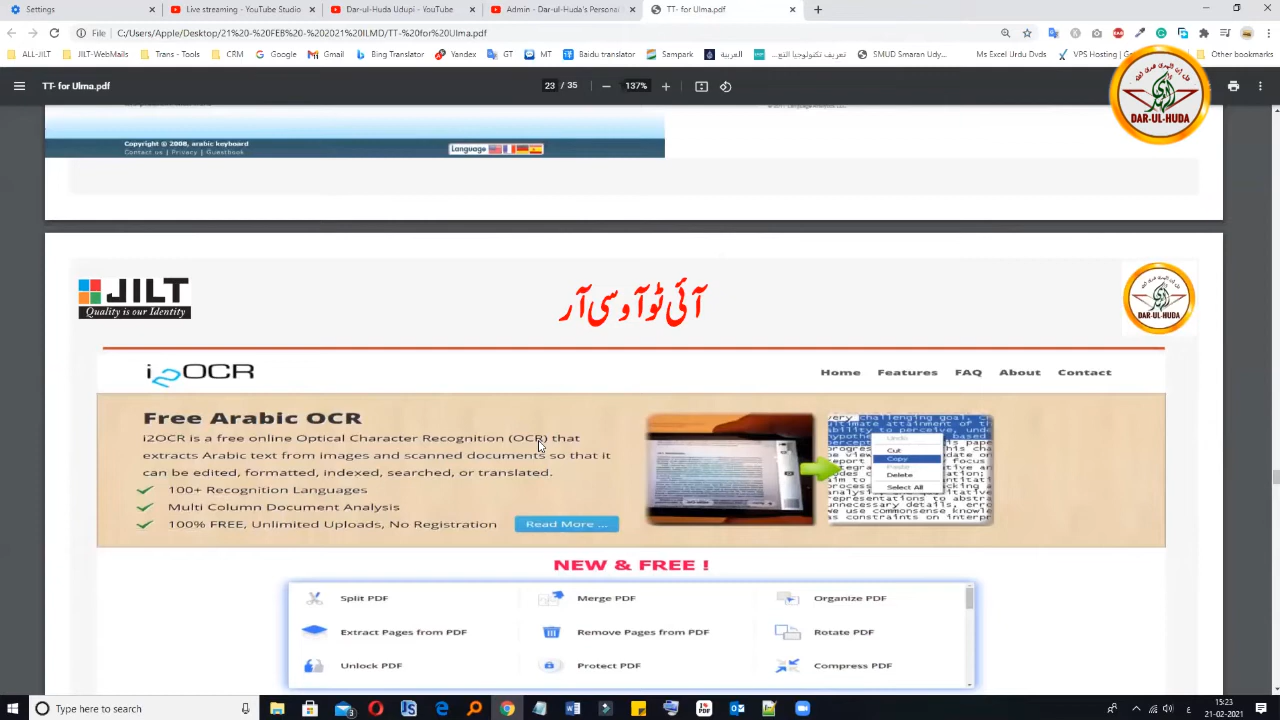 Settings
Live streaming - YouTube Studio
Dar-ul-Huda Udupi - YouTube
Admin - Dar-ul-Huda's Personal
TT- for Ulma.pdf
File
C:/Users/Apple/Desktop/21%20-%20FEB%20-%202021%20ILMD/TT-%20for%20Ulma.pdf
ALL-JILT
JILT-WebMails
Trans - Tools
CRM
Google
Gmail
Bing Translator
GT
MT
Baidu translator
Sampark
العربية
تعريف تكنولوجيا التع...
SMUD Smaran Udy...
Ms Excel Urdu Dvds
VPS Hosting |
Other bookmarks
TT- for Ulma.pdf
23 / 35
137%
DAR-UL-HUDA
Copyright © 2008, arabic keyboard
Contact us | Privacy | Guestbook
Language
JILT
Quality is our Identity
آئی ٹو آو سی آر
DAR-UL-HUDA
i2OCR
Home Features FAQ About Contact
Free Arabic OCR
i2OCR is a free online Optical Character Recognition (OCR) that
extracts Arabic text from images and scanned documents so that it
can be edited, formatted, indexed, searched, or translated.
100+ Recognition Languages
Multi Column Document Analysis
100% FREE, Unlimited Uploads, No Registration
Read More ...
Undo
Cut
Copy
Paste
Delete
Select All
NEW & FREE !
Split PDF
Merge PDF
Organize PDF
Extract Pages from PDF
Remove Pages from PDF
Rotate PDF
Unlock PDF
Protect PDF
Compress PDF
Type here to search
15:23
21-02-2021